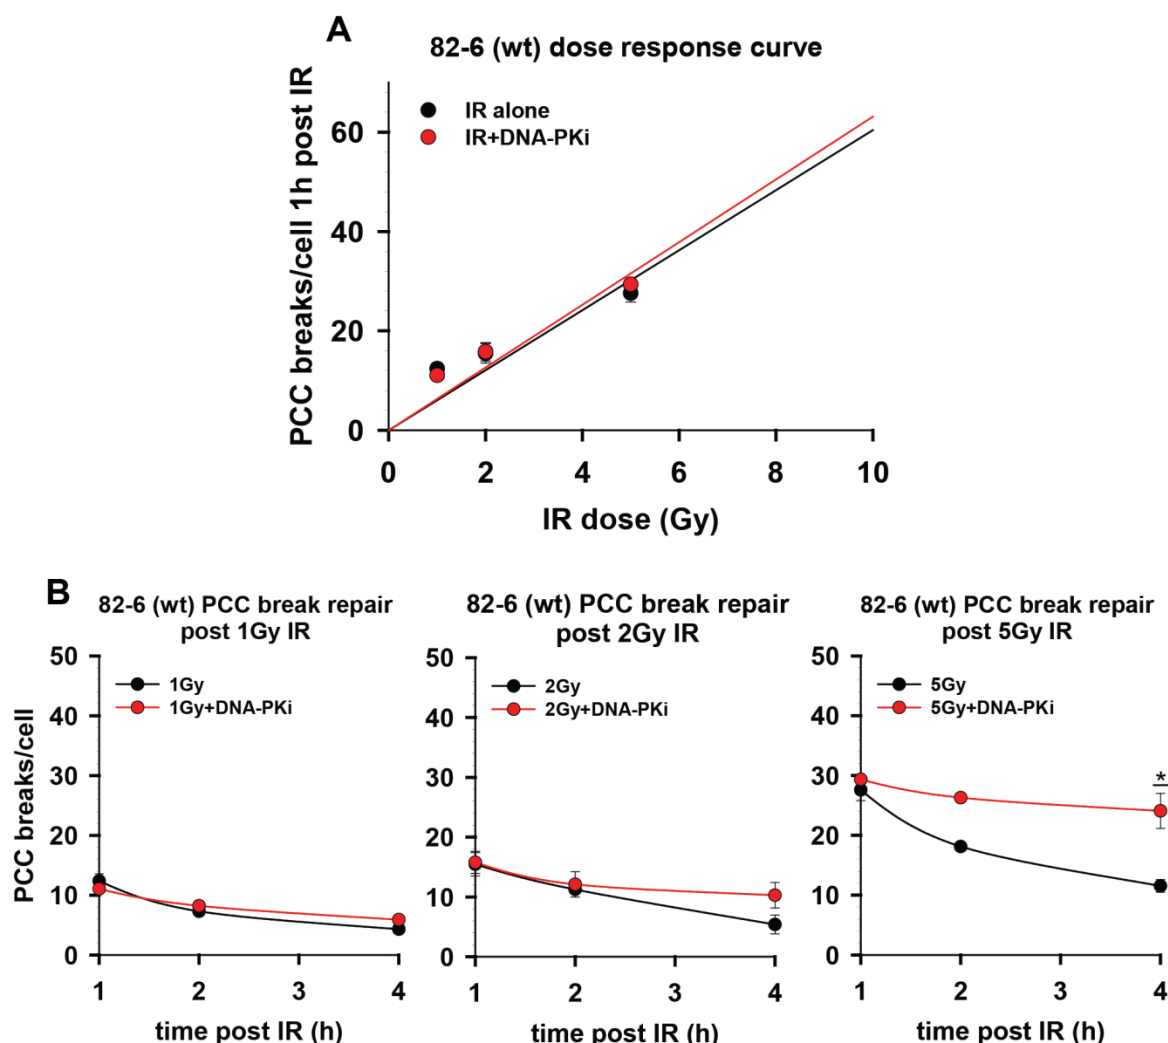 A
82-6 (wt) dose response curve
IR alone
IR+DNA-PKi
PCC breaks/cell 1h post IR
60
40
20
0
0 2 4 6 8 10
IR dose (Gy)
B
82-6 (wt) PCC break repair
post 1Gy IR
1Gy
1Gy+DNA-PKi
PCC breaks/cell
50
40
30
20
10
0
1 2 3 4
time post IR (h)
82-6 (wt) PCC break repair
post 2Gy IR
2Gy
2Gy+DNA-PKi
50
40
30
20
10
0
1 2 3 4
time post IR (h)
82-6 (wt) PCC break repair
post 5Gy IR
5Gy
5Gy+DNA-PKi
*
50
40
30
20
10
0
1 2 3 4
time post IR (h)